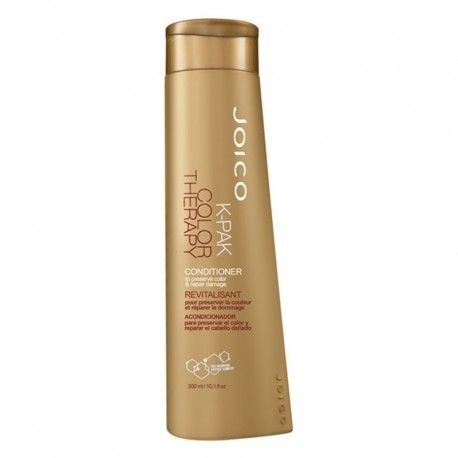 JOICO
K-PAK
COLOR
THERAPY
CONDITIONER
to preserve color
& repair damage
REVITALISANT
pour préserver la couleur
et réparer le dommage
ACONDICIONADOR
para preservar el color y
reparar el cabello dañado
300 ml / 10.1 fl oz
color